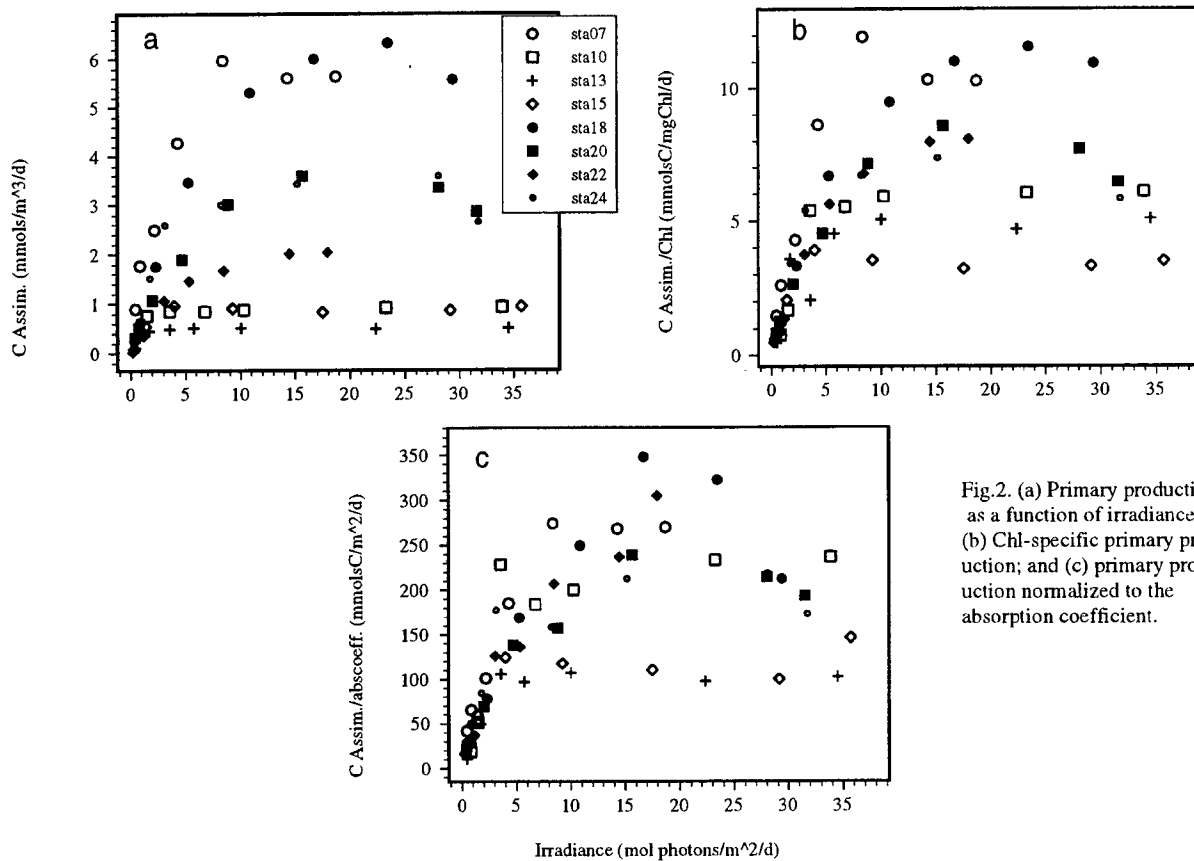 a
C Assim. (mmols/m^3/d)
6
5
4
3
2
1
0
0 5 10 15 20 25 30 35
sta07
sta10
sta13
sta15
sta18
sta20
sta22
sta24
b
C Assim./Chl (mmolsC/mgChl/d)
10
5
0
0 5 10 15 20 25 30 35
c
C Assim./abscoeff. (mmolsC/m^2/d)
350
300
250
200
150
100
50
0
0 5 10 15 20 25 30 35
Irradiance (mol photons/m^2/d)
Fig.2. (a) Primary producti
as a function of irradiance
(b) Chl-specific primary pr
uction; and (c) primary pro
uction normalized to the
absorption coefficient.